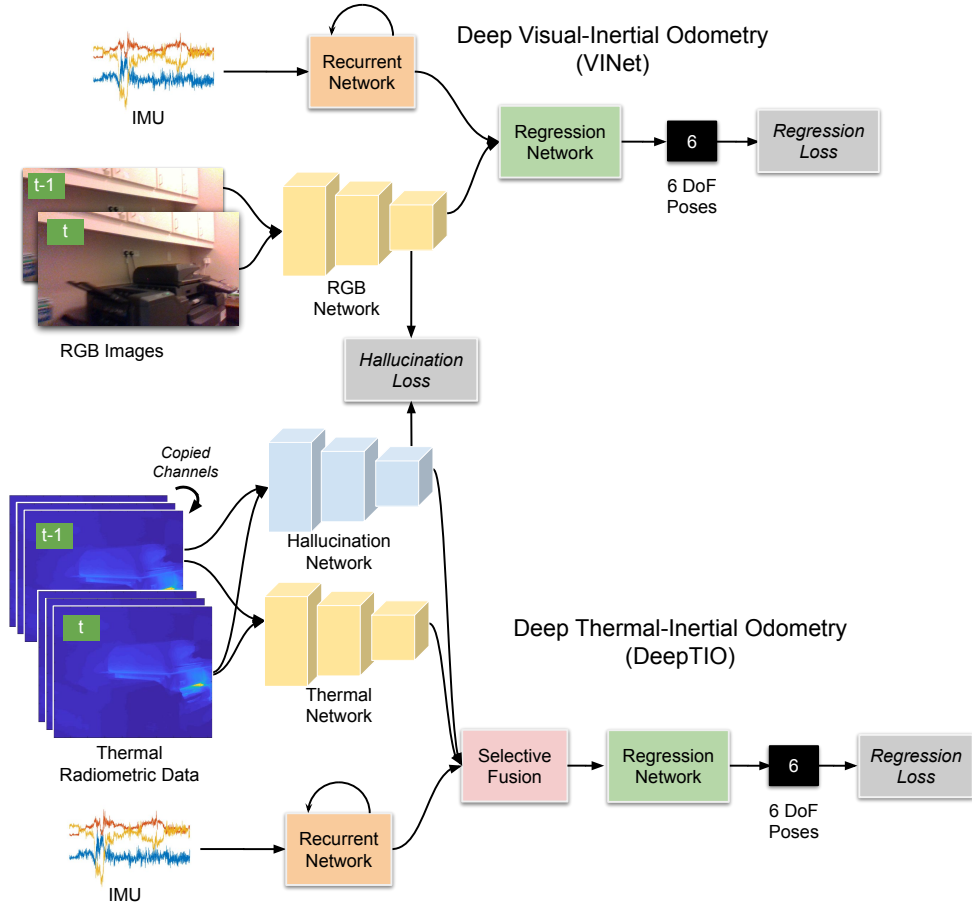 Deep Visual-Inertial Odometry
(VINet)
IMU
Recurrent
Network
Regression
Network
6
6 DoF
Poses
Regression
Loss
t-1
t
RGB Images
RGB
Network
Hallucination
Loss
Copied
Channels
t-1
t
Thermal
Radiometric Data
Hallucination
Network
Thermal
Network
Deep Thermal-Inertial Odometry
(DeepTIO)
IMU
Recurrent
Network
Selective
Fusion
Regression
Network
6
6 DoF
Poses
Regression
Loss